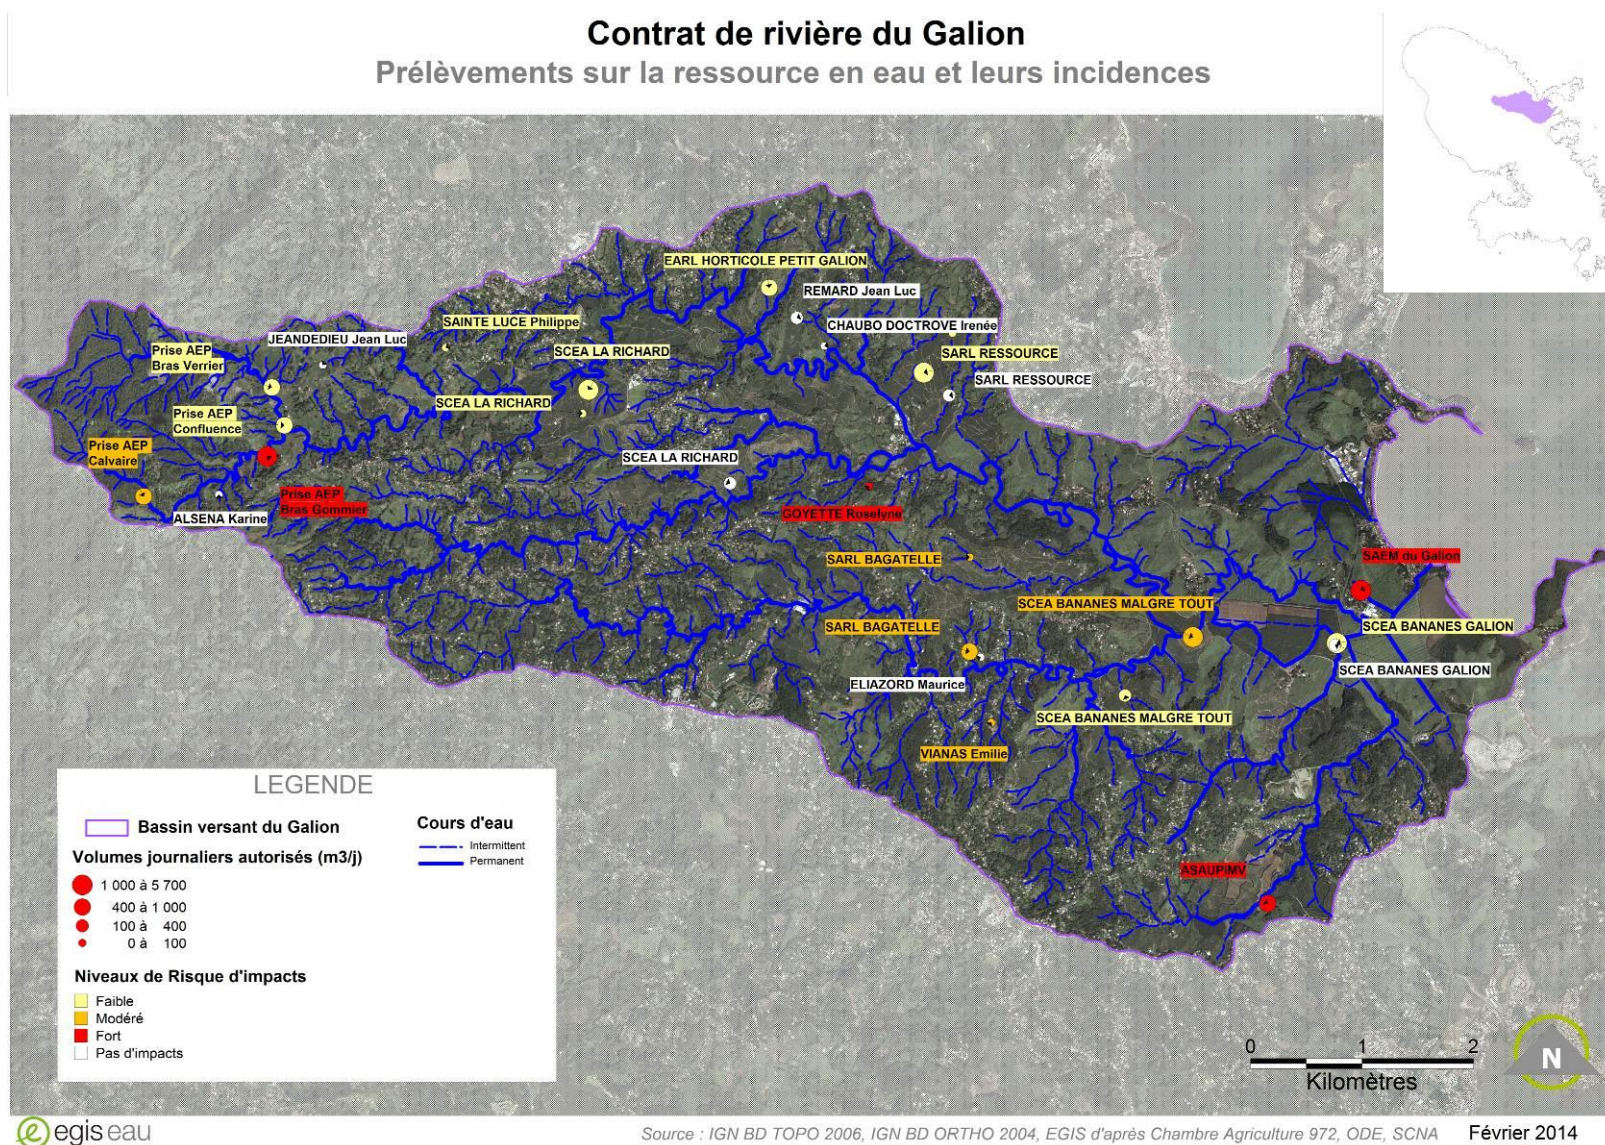 Contrat de rivière du Galion
Prélèvements sur la ressource en eau et leurs incidences
EARL HORTICOLE PETIT GALION
REMARD Jean Luc
SAINTE LUCE Philippe
CHAUBO DOCTROVE Irenée
JEANDEDIEU Jean Luc
Prise AEP
Bras Verrier
SCEA LA RICHARD
SARL RESSOURCE
SARL RESSOURCE
SCEA LA RICHARD
Prise AEP
Confluence
Prise AEP
Calvaire
SCEA LA RICHARD
Prise AEP
Bras Gommier
ALSENA Karine
GOYETTE Roselyne
SARL BAGATELLE
SAEM du Galion
SCEA BANANES MALGRE TOUT
SARL BAGATELLE
SCEA BANANES GALION
SCEA BANANES GALION
ELIAZORD Maurice
SCEA BANANES MALGRE TOUT
VIANAS Emilie
ASAUPIMV
LEGENDE
Bassin versant du Galion
Volumes journaliers autorisés (m3/j)
1 000 à 5 700
400 à 1 000
100 à 400
0 à 100
Niveaux de Risque d'impacts
Faible
Modéré
Fort
Pas d'impacts
Cours d'eau
Intermittent
Permanent
0 1 2
Kilomètres
N
egis eau
Source : IGN BD TOPO 2006, IGN BD ORTHO 2004, EGIS d'après Chambre Agriculture 972, ODE, SCNA
Février 2014